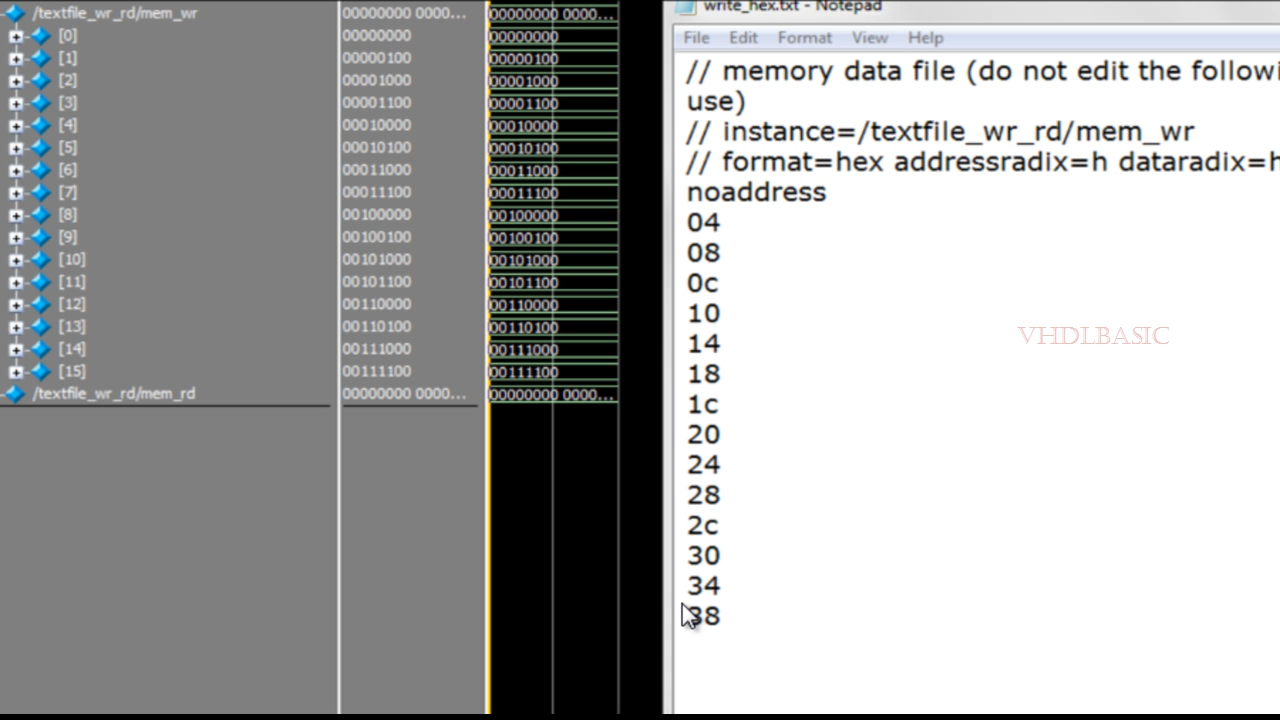 /textfile_wr_rd/mem_wr 00000000 0000... 00000000 0000...
[0] 00000000 00000000
[1] 00000100 00000100
[2] 00001000 00001000
[3] 00001100 00001100
[4] 00010000 00010000
[5] 00010100 00010100
[6] 00011000 00011000
[7] 00011100 00011100
[8] 00100000 00100000
[9] 00100100 00100100
[10] 00101000 00101000
[11] 00101100 00101100
[12] 00110000 00110000
[13] 00110100 00110100
[14] 00111000 00111000
[15] 00111100 00111100
/textfile_wr_rd/mem_rd 00000000 0000... 00000000 0000...
write_hex.txt - Notepad
File Edit Format View Help
// memory data file (do not edit the followi
use)
// instance=/textfile_wr_rd/mem_wr
// format=hex addressradix=h dataradix=h
noaddress
04
08
0c
10
14
18
1c
20
24
28
2c
30
34
38
VHDLBASIC